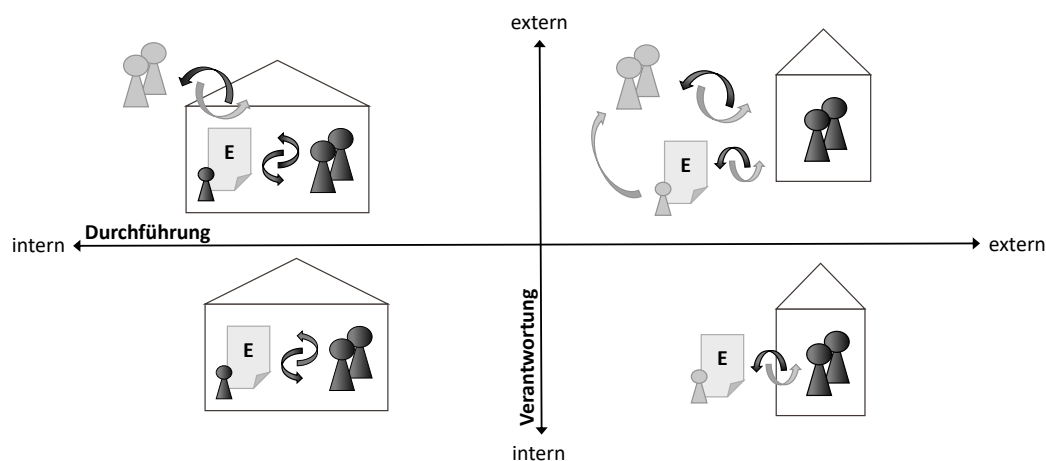 extern
E
E
Durchführung
intern
extern
Verantwortung
E
E
intern